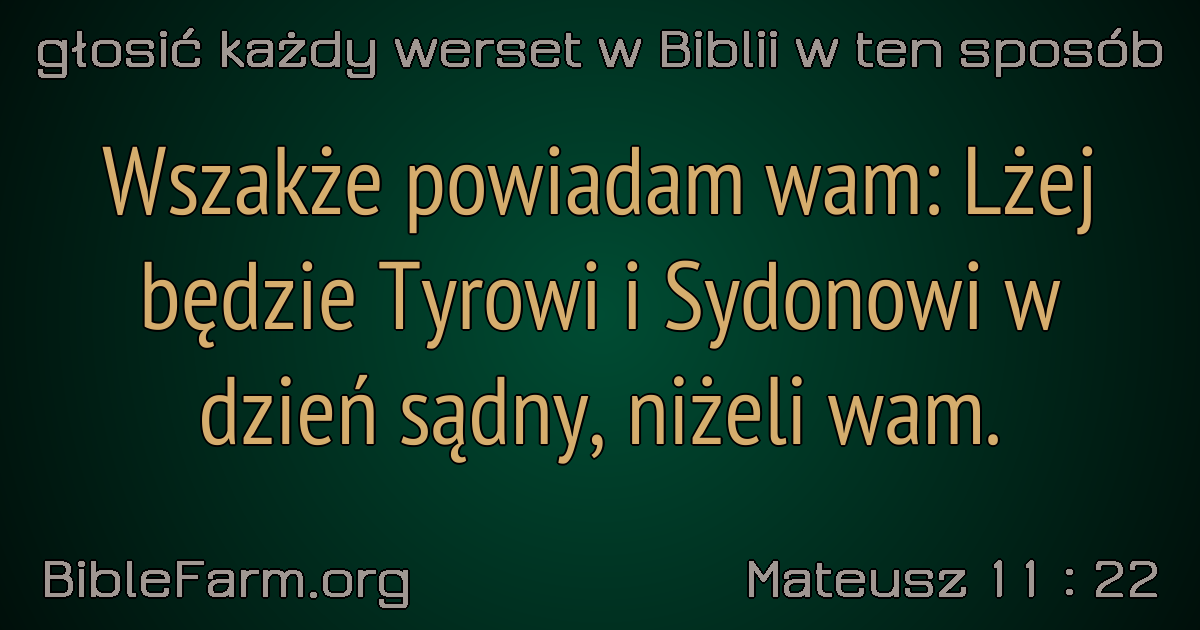 głosić każdy werset w Biblii w ten sposób
Wszakże powiadam wam: Lżej
będzie Tyrowi i Sydonowi w
dzień sądny, niżeli wam.
BibleFarm.org
Mateusz 11 : 22